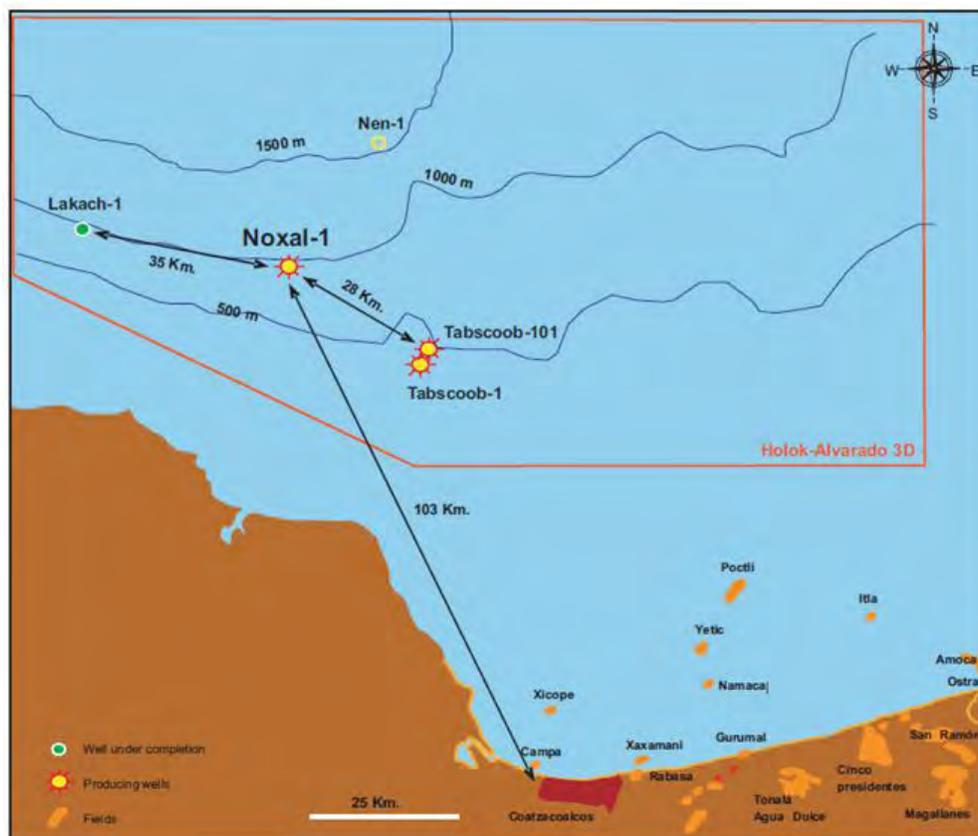 N
W
E
S
Nen-1
1500 m
1000 m
Lakach-1
Noxal-1
35 Km.
28 Km.
500 m
Tabscoob-101
Tabscoob-1
Holok-Alvarado 3D
103 Km.
Poctli
Itla
Yetic
Amoca
Namacaj
Ostra
Xicope
San Ramón
Campa
Xaxamani
Gurumal
Rabasa
Cinco
presidentes
Tonalá
Agua Dulce
Magallanes
Coatzacoalcos
Well under completion
Producing wells
Fields
25 Km.